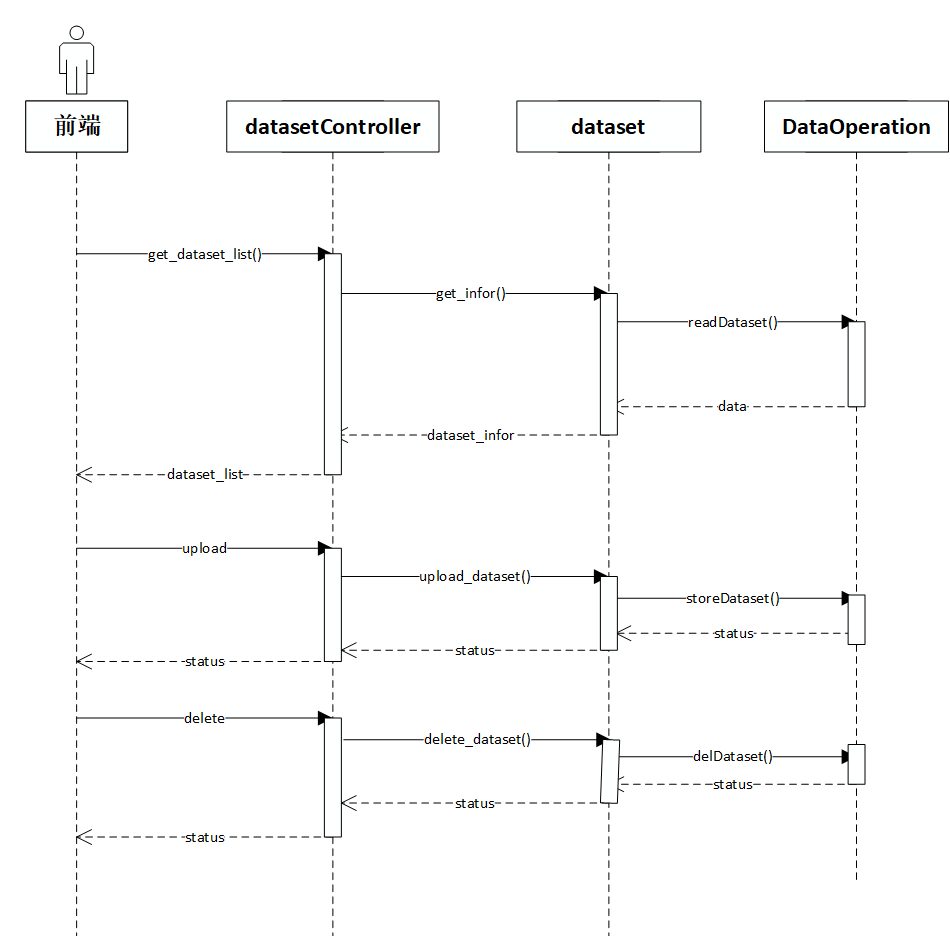 前端
datasetController
dataset
DataOperation
get_dataset_list()
get_infor()
readDataset()
data
dataset_infor
dataset_list
upload
upload_dataset()
storeDataset()
status
status
status
delete
delete_dataset()
delDataset()
status
status
status